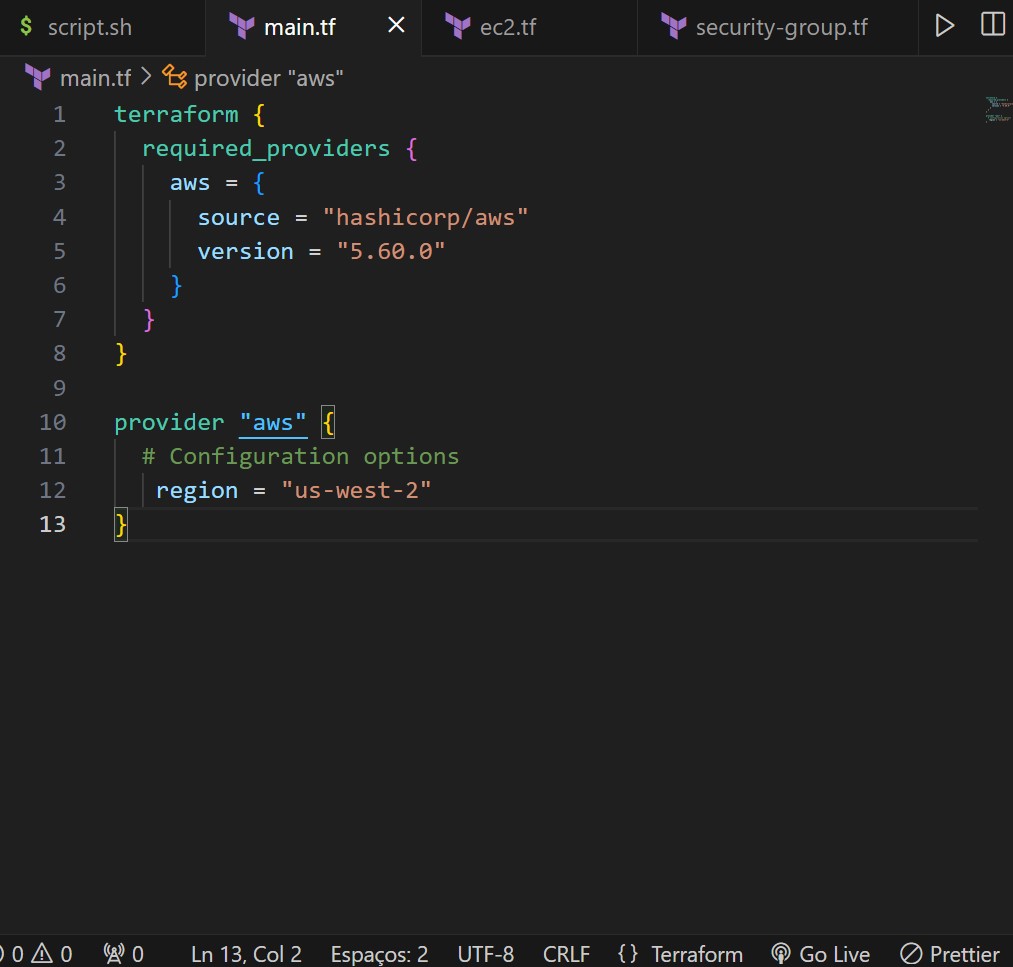 $ script.sh main.tf × ec2.tf security-group.tf
main.tf > provider "aws"
1 terraform {
2   required_providers {
3     aws = {
4       source = "hashicorp/aws"
5       version = "5.60.0"
6     }
7   }
8 }
9
10 provider "aws" {
11   # Configuration options
12    region = "us-west-2"
13 }
0 0 0 Ln 13, Col 2 Espaços: 2 UTF-8 CRLF {} Terraform Go Live Prettier